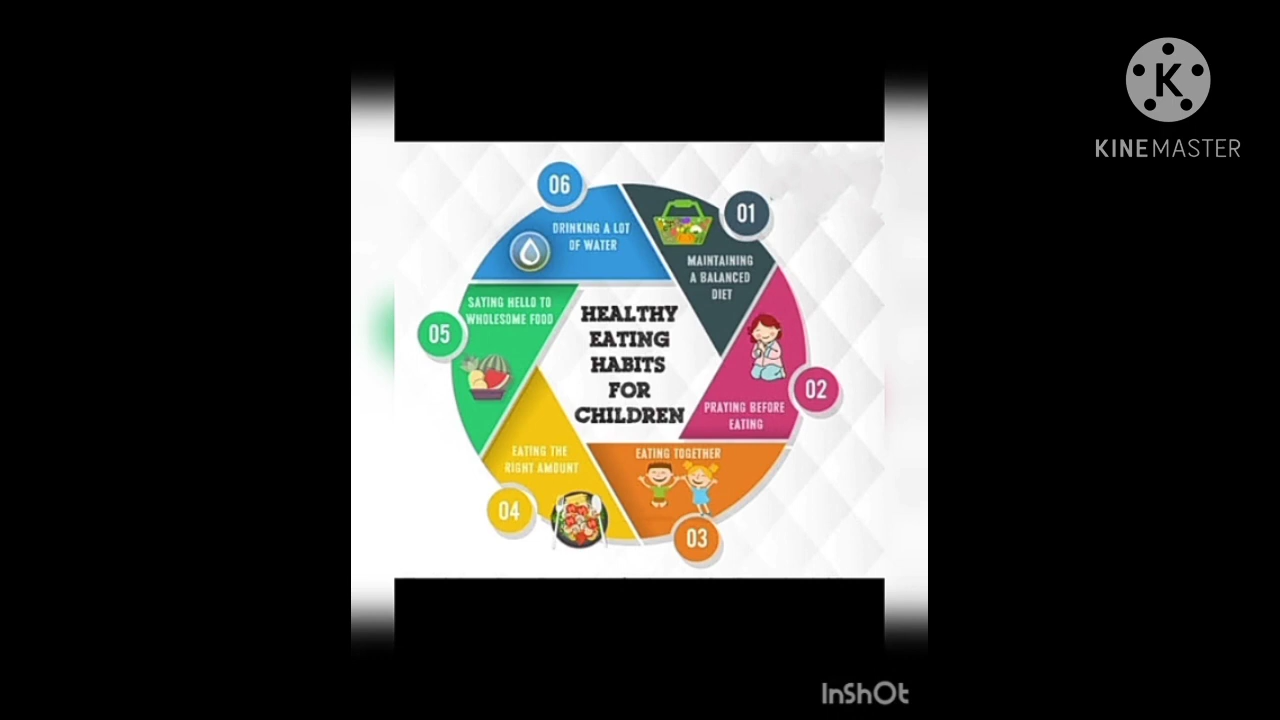 K
KINEMASTER
06
DRINKING A LOT
OF WATER
01
MAINTAINING
A BALANCED
DIET
05
SAYING HELLO TO
WHOLESOME FOOD
HEALTHY
EATING
HABITS
FOR
CHILDREN
02
PRAYING BEFORE
EATING
04
EATING THE
RIGHT AMOUNT
03
EATING TOGETHER
InShOt